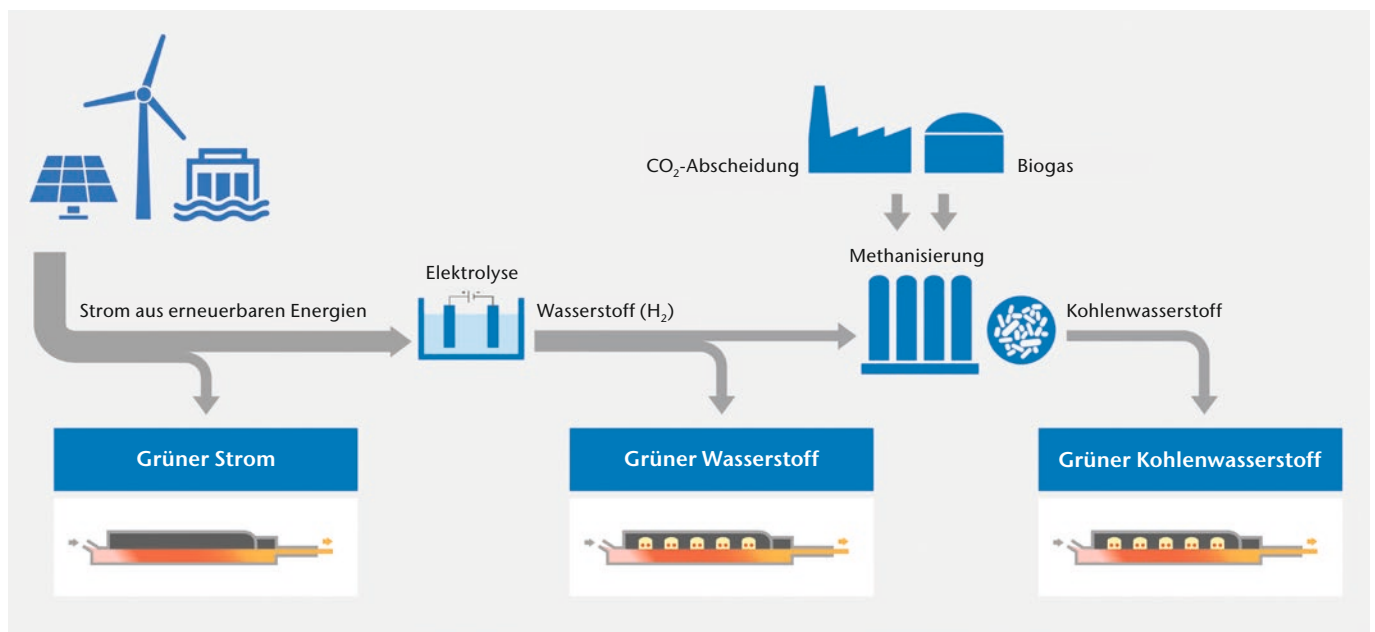 CO₂-Abscheidung
Biogas
Methanisierung
Elektrolyse
Strom aus erneuerbaren Energien
Wasserstoff (H₂)
Kohlenwasserstoff
Grüner Strom
Grüner Wasserstoff
Grüner Kohlenwasserstoff